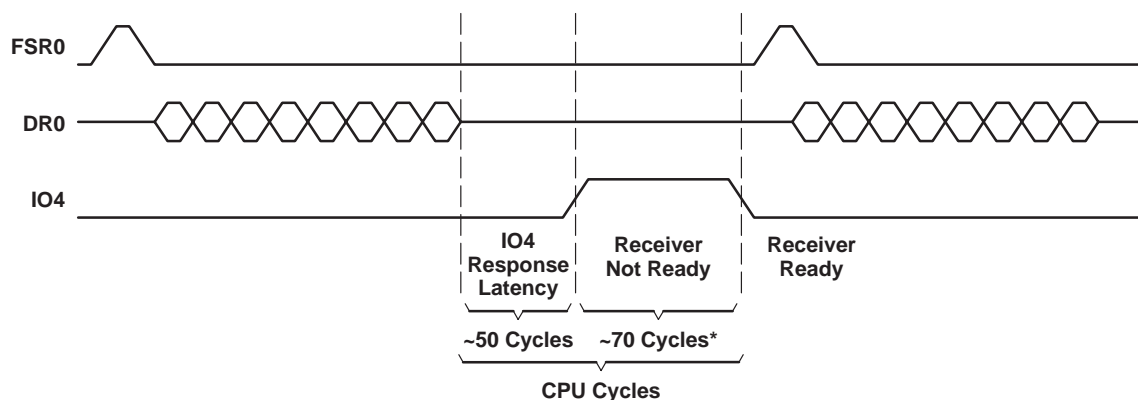 FSR0
DR0
IO4
IO4
Response
Latency
Receiver
Not Ready
Receiver
Ready
~50 Cycles
~70 Cycles*
CPU Cycles